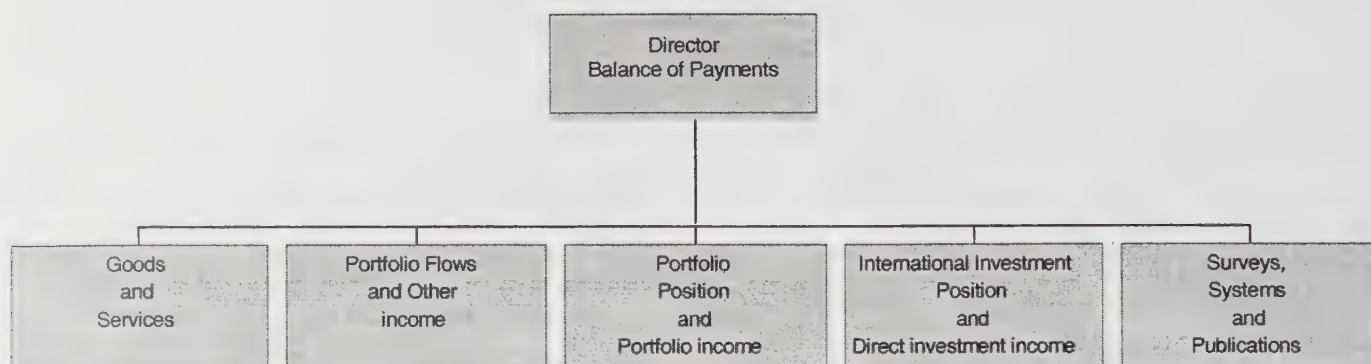 Director
Balance of Payments
Goods
and
Services
Portfolio Flows
and Other
income
Portfolio
Position
and
Portfolio income
International Investment
Position
and
Direct investment income
Surveys,
Systems
and
Publications